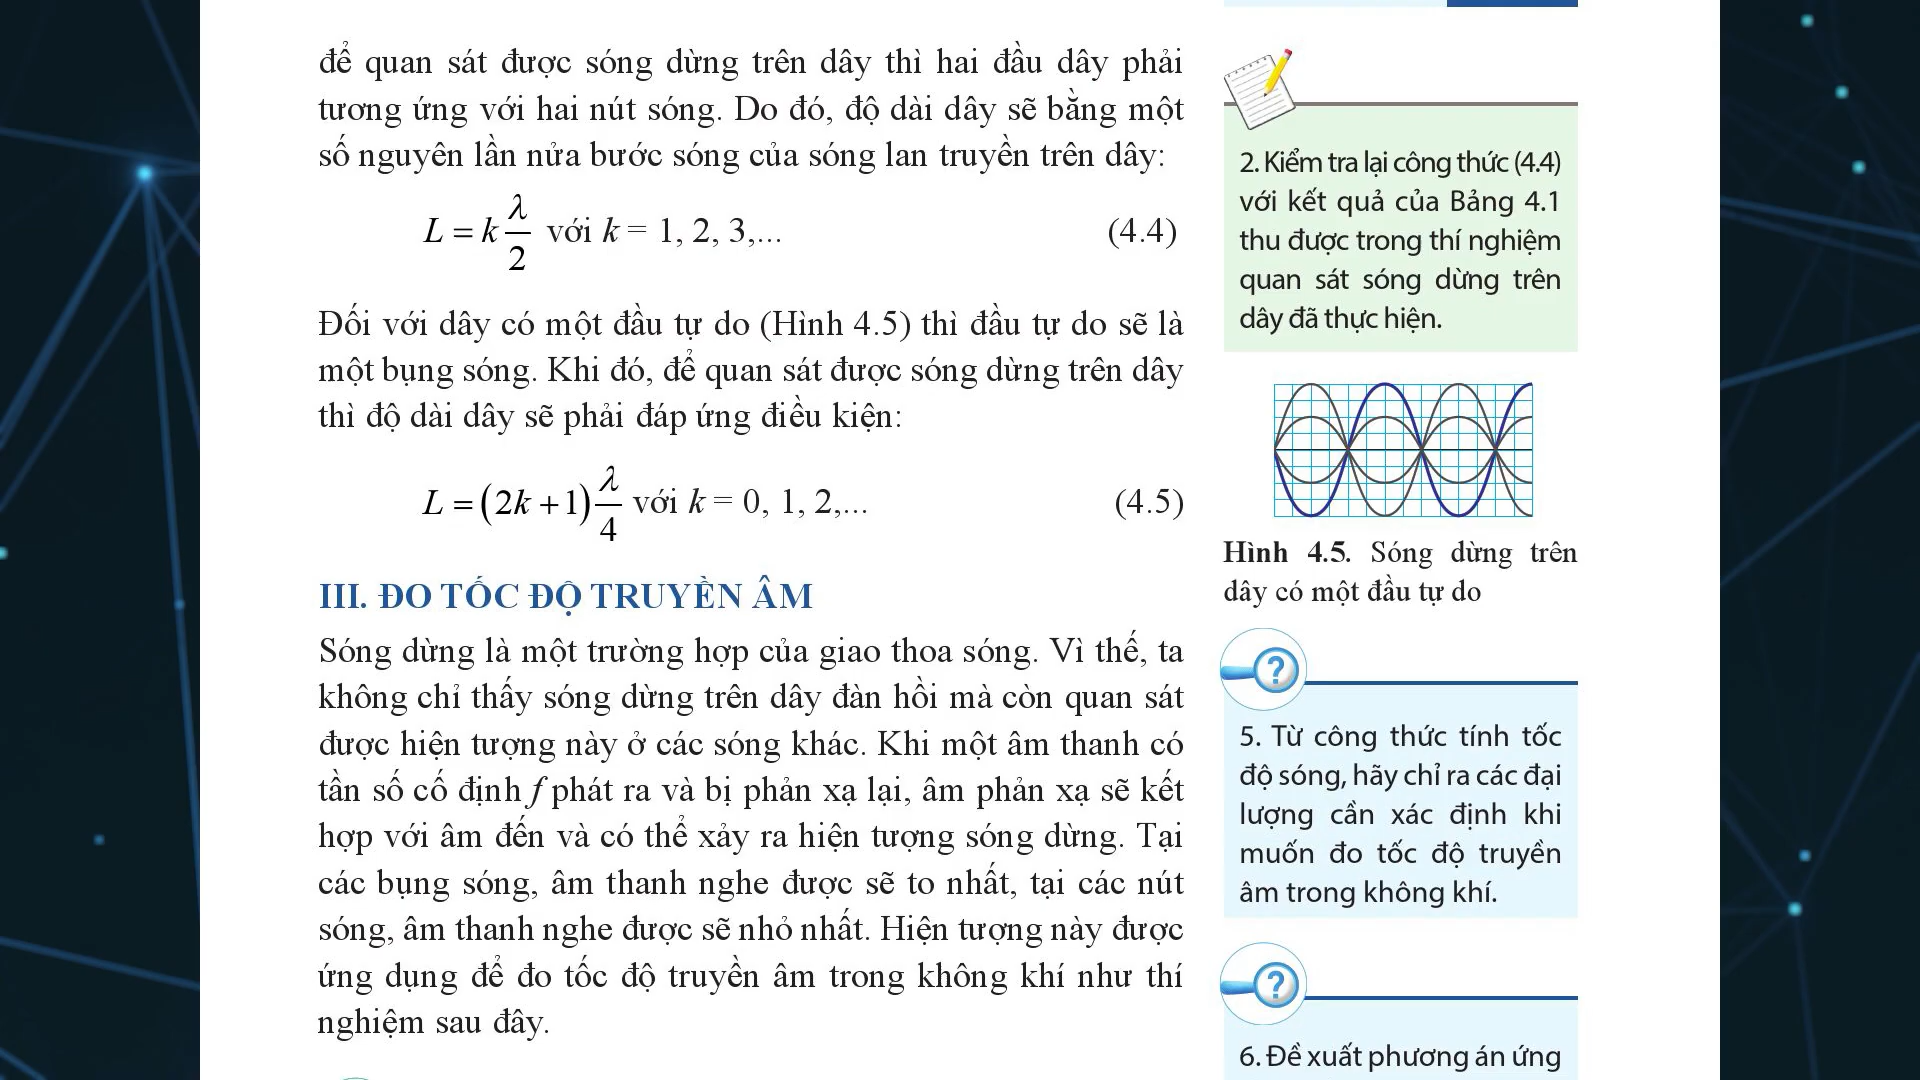 để quan sát được sóng dừng trên dây thì hai đầu dây phải
tương ứng với hai nút sóng. Do đó, độ dài dây sẽ bằng một
số nguyên lần nửa bước sóng của sóng lan truyền trên dây:
L = k λ/2 với k = 1, 2, 3,... (4.4)
Đối với dây có một đầu tự do (Hình 4.5) thì đầu tự do sẽ là
một bụng sóng. Khi đó, để quan sát được sóng dừng trên dây
thì độ dài dây sẽ phải đáp ứng điều kiện:
L = (2k + 1) λ/4 với k = 0, 1, 2,... (4.5)
III. ĐO TỐC ĐỘ TRUYỀN ÂM
Sóng dừng là một trường hợp của giao thoa sóng. Vì thế, ta
không chỉ thấy sóng dừng trên dây đàn hồi mà còn quan sát
được hiện tượng này ở các sóng khác. Khi một âm thanh có
tần số cố định f phát ra và bị phản xạ lại, âm phản xạ sẽ kết
hợp với âm đến và có thể xảy ra hiện tượng sóng dừng. Tại
các bụng sóng, âm thanh nghe được sẽ to nhất, tại các nút
sóng, âm thanh nghe được sẽ nhỏ nhất. Hiện tượng này được
ứng dụng để đo tốc độ truyền âm trong không khí như thí
nghiệm sau đây.
2. Kiểm tra lại công thức (4.4)
với kết quả của Bảng 4.1
thu được trong thí nghiệm
quan sát sóng dừng trên
dây đã thực hiện.
Hình 4.5. Sóng dừng trên
dây có một đầu tự do
?
5. Từ công thức tính tốc
độ sóng, hãy chỉ ra các đại
lượng cần xác định khi
muốn đo tốc độ truyền
âm trong không khí.
?
6. Đề xuất phương án ứng